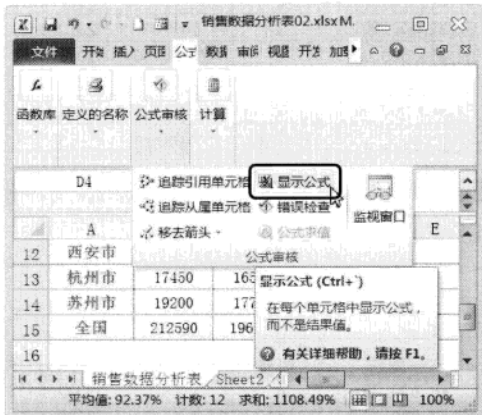 销售数据分析表02.xlsx M.
文件 开始 插入 页面 公式 数据 审阅 视图 开发 加载
函数库 定义的名称 公式审核 计算
D4
追踪引用单元格 显示公式
追踪从属单元格 错误检查
移去箭头 公式求值
监视窗口
公式审核
A E
12 西安市
13 杭州市 17450 165
14 苏州市 19200 177
15 全国 212590 196
16
显示公式 (Ctrl+`)
在每个单元格中显示公式，
而不是结果值。
有关详细帮助，请按 F1。
销售数据分析表 Sheet2
平均值: 92.37% 计数: 12 求和: 1108.49% 100%